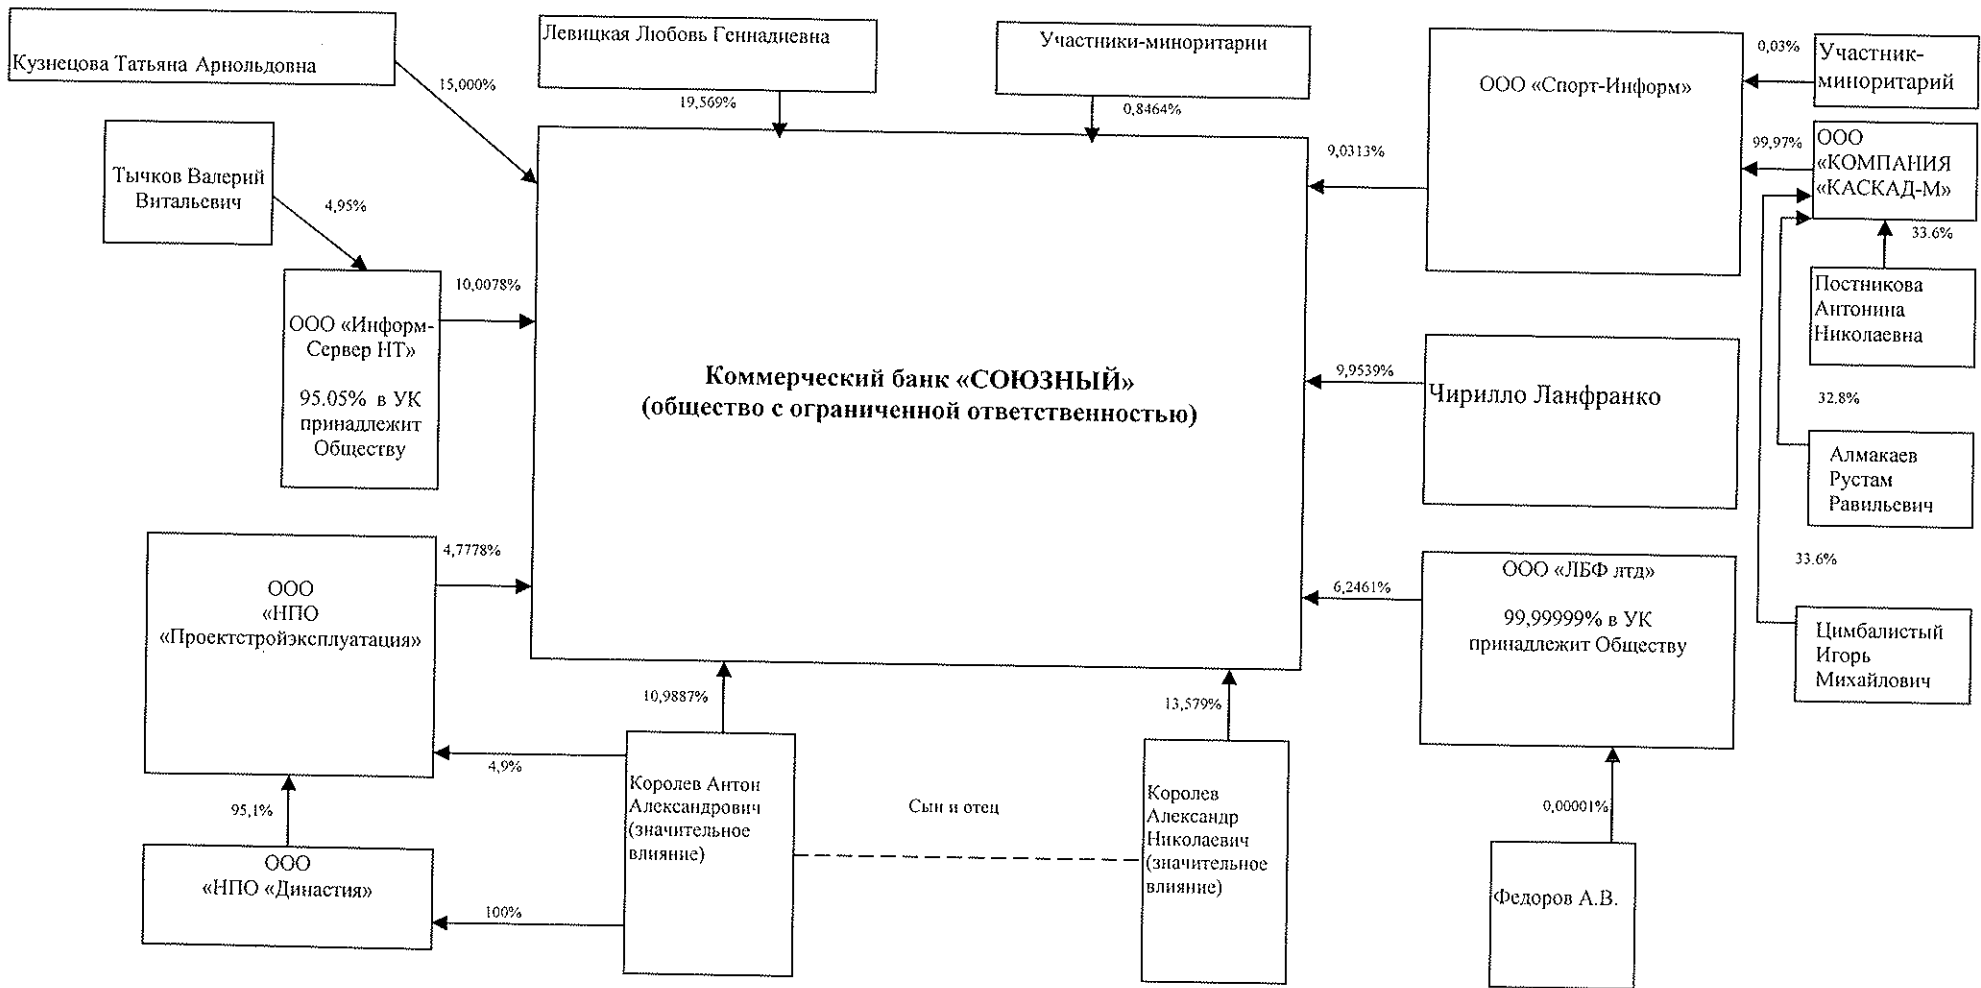 Кузнецова Татьяна Арнольдовна
15,000%
Левицкая Любовь Геннадиевна
19,569%
Участники-миноритарии
0,8464%
ООО «Спорт-Информ»
0,03%
Участник-
миноритарий
9,0313%
99,97%
ООО
«КОМПАНИЯ
«КАСКАД-М»
33.6%
Постникова
Антонина
Николаевна
32.8%
Алмакаев
Рустам
Равильевич
33.6%
Цимбалистый
Игорь
Михайлович
Тычков Валерий
Витальевич
4,95%
ООО «Информ-
Сервер НТ»
95.05% в УК
принадлежит
Обществу
10,0078%
Коммерческий банк «СОЮЗНЫЙ»
(общество с ограниченной ответственностью)
9,9539%
Чирилло Ланфранко
ООО
«НПО
«Проектстройэксплуатация»
4,7778%
6,2461%
ООО «ЛБФ лтд»
99,99999% в УК
принадлежит Обществу
10,9887%
13,579%
4,9%
95,1%
ООО
«НПО «Династия»
100%
Королев Антон
Александрович
(значительное
влияние)
Сын и отец
Королев
Александр
Николаевич
(значительное
влияние)
0,00001%
Федоров А.В.